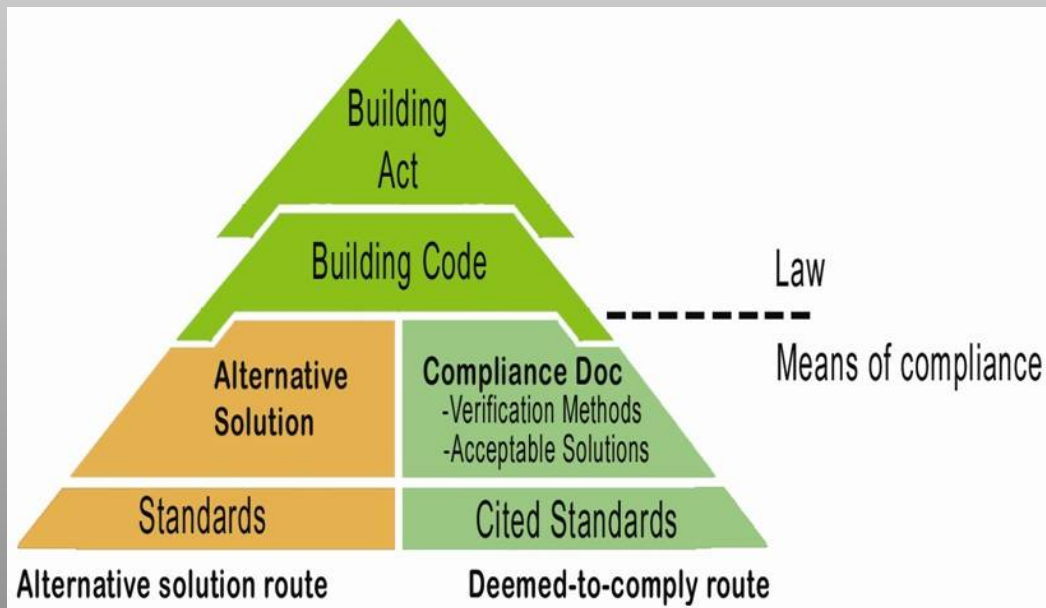 Building
Act
Building Code
Law
Means of compliance
Alternative
Solution
Compliance Doc
-Verification Methods
-Acceptable Solutions
Standards
Cited Standards
Alternative solution route
Deemed-to-comply route